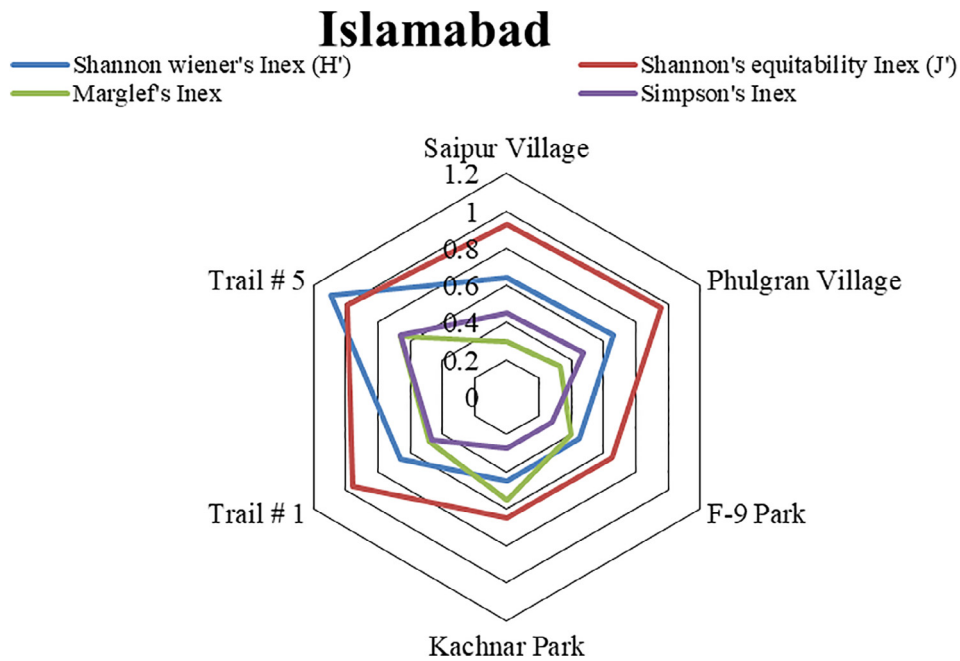 Islamabad
Shannon wiener's Inex (H')
Shannon's equitability Inex (J')
Marglef's Inex
Simpson's Inex
Saipur Village
1.2
1
0.8
Trail # 5
0.6
Phulgran Village
0.4
0.2
0
Trail # 1
F-9 Park
Kachnar Park